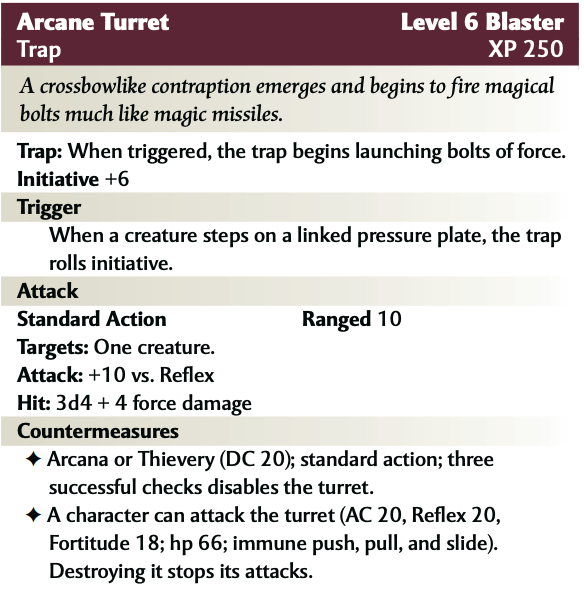 Arcane Turret Level 6 Blaster
Trap XP 250
A crossbowlike contraption emerges and begins to fire magical
bolts much like magic missiles.
Trap: When triggered, the trap begins launching bolts of force.
Initiative +6
Trigger
When a creature steps on a linked pressure plate, the trap
rolls initiative.
Attack
Standard Action Ranged 10
Targets: One creature.
Attack: +10 vs. Reflex
Hit: 3d4 + 4 force damage
Countermeasures
✦ Arcana or Thievery (DC 20); standard action; three
successful checks disables the turret.
✦ A character can attack the turret (AC 20, Reflex 20,
Fortitude 18; hp 66; immune push, pull, and slide).
Destroying it stops its attacks.